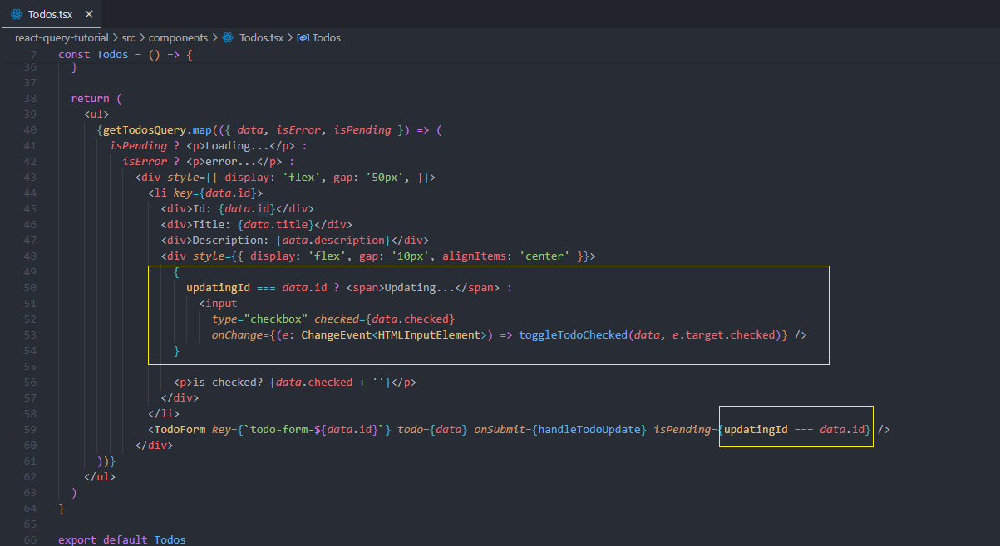 Todos.tsx
react-query-tutorial > src > components > Todos.tsx > Todos
7 const Todos = () => {
36 }
37
38 return (
39 <ul>
40 {getTodosQuery.map(({ data, isError, isPending }) => (
41 isPending ? <p>Loading...</p> :
42 isError ? <p>error...</p> :
43 <div style={{ display: 'flex', gap: '50px', }}>
44 <li key={data.id}>
45 <div>Id: {data.id}</div>
46 <div>Title: {data.title}</div>
47 <div>Description: {data.description}</div>
48 <div style={{ display: 'flex', gap: '10px', alignItems: 'center' }}>
49 {
50 updatingId === data.id ? <span>Updating...</span> :
51 <input
52 type="checkbox" checked={data.checked}
53 onChange={(e: ChangeEvent<HTMLInputElement>) => toggleTodoChecked(data, e.target.checked)} />
54 }
55
56 <p>is checked? {data.checked + ''}</p>
57 </div>
58 </li>
59 <TodoForm key={`todo-form-${data.id}`} todo={data} onSubmit={handleTodoUpdate} isPending={updatingId === data.id} />
60 </div>
61 ))}
62 </ul>
63 )
64 }
65
66 export default Todos